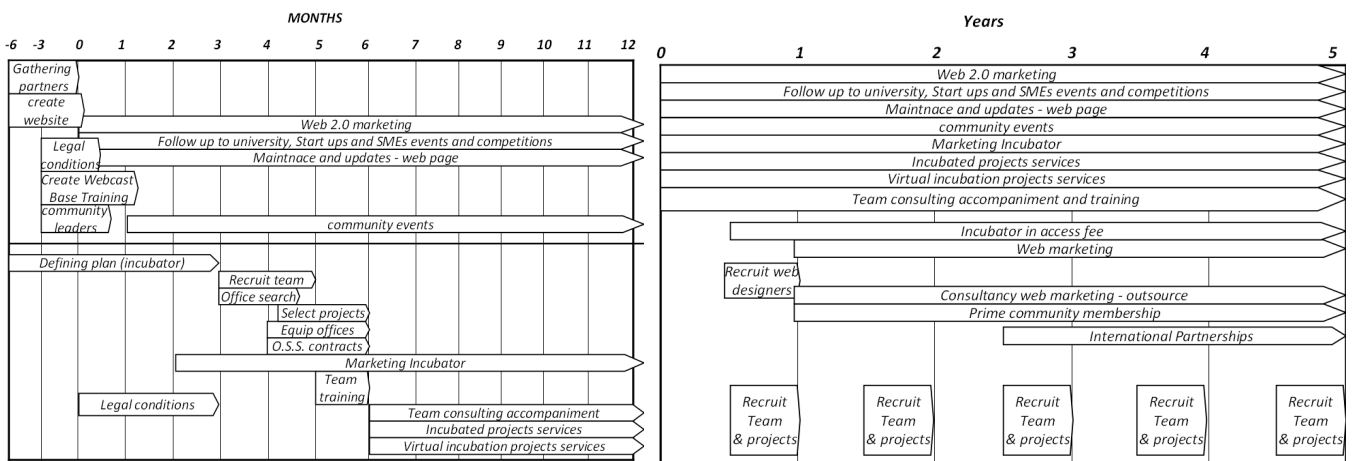 MONTHS
-6 -3 0 1 2 3 4 5 6 7 8 9 10 11 12
Gathering
partners
create
website
Web 2.0 marketing
Follow up to university, Start ups and SMEs events and competitions
Legal
conditions
Maintnace and updates - web page
Create Webcast
Base Training
community
leaders
community events
Defining plan (incubator)
Recruit team
Office search
Select projects
Equip offices
O.S.S. contracts
Marketing Incubator
Team
training
Legal conditions
Team consulting accompaniment
Incubated projects services
Virtual incubation projects services
Years
0 1 2 3 4 5
Web 2.0 marketing
Follow up to university, Start ups and SMEs events and competitions
Maintnace and updates - web page
community events
Marketing Incubator
Incubated projects services
Virtual incubation projects services
Team consulting accompaniment and training
Incubator in access fee
Web marketing
Recruit web
designers
Consultancy web marketing - outsource
Prime community membership
International Partnerships
Recruit
Team
& projects
Recruit
Team
& projects
Recruit
Team
& projects
Recruit
Team
& projects
Recruit
Team
& projects